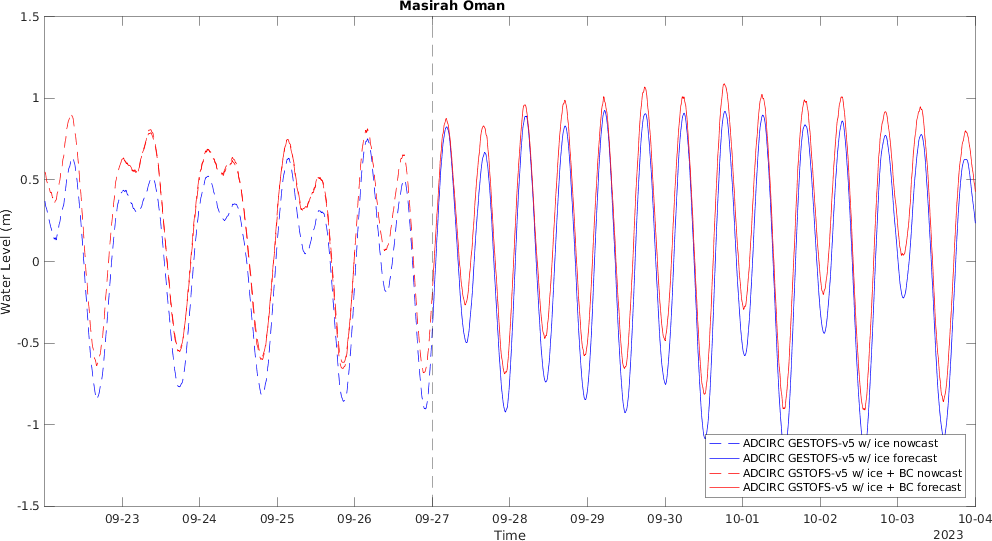 Masirah Oman
1.5
1
0.5
0
-0.5
-1
-1.5
Water Level (m)
09-23 09-24 09-25 09-26 09-27 09-28 09-29 09-30 10-01 10-02 10-03 10-04
Time
2023
ADCIRC GESTOFS-v5 w/ ice nowcast
ADCIRC GESTOFS-v5 w/ ice forecast
ADCIRC GSTOFS-v5 w/ ice + BC nowcast
ADCIRC GSTOFS-v5 w/ ice + BC forecast